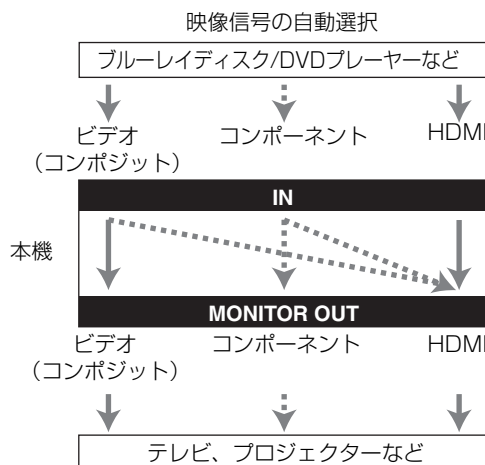 映像信号の自動選択
ブルーレイディスク/DVDプレーヤーなど
ビデオ
(コンポジット)
コンポーネント
HDMI
IN
本機
MONITOR OUT
ビデオ
(コンポジット)
コンポーネント
HDMI
テレビ、プロジェクターなど